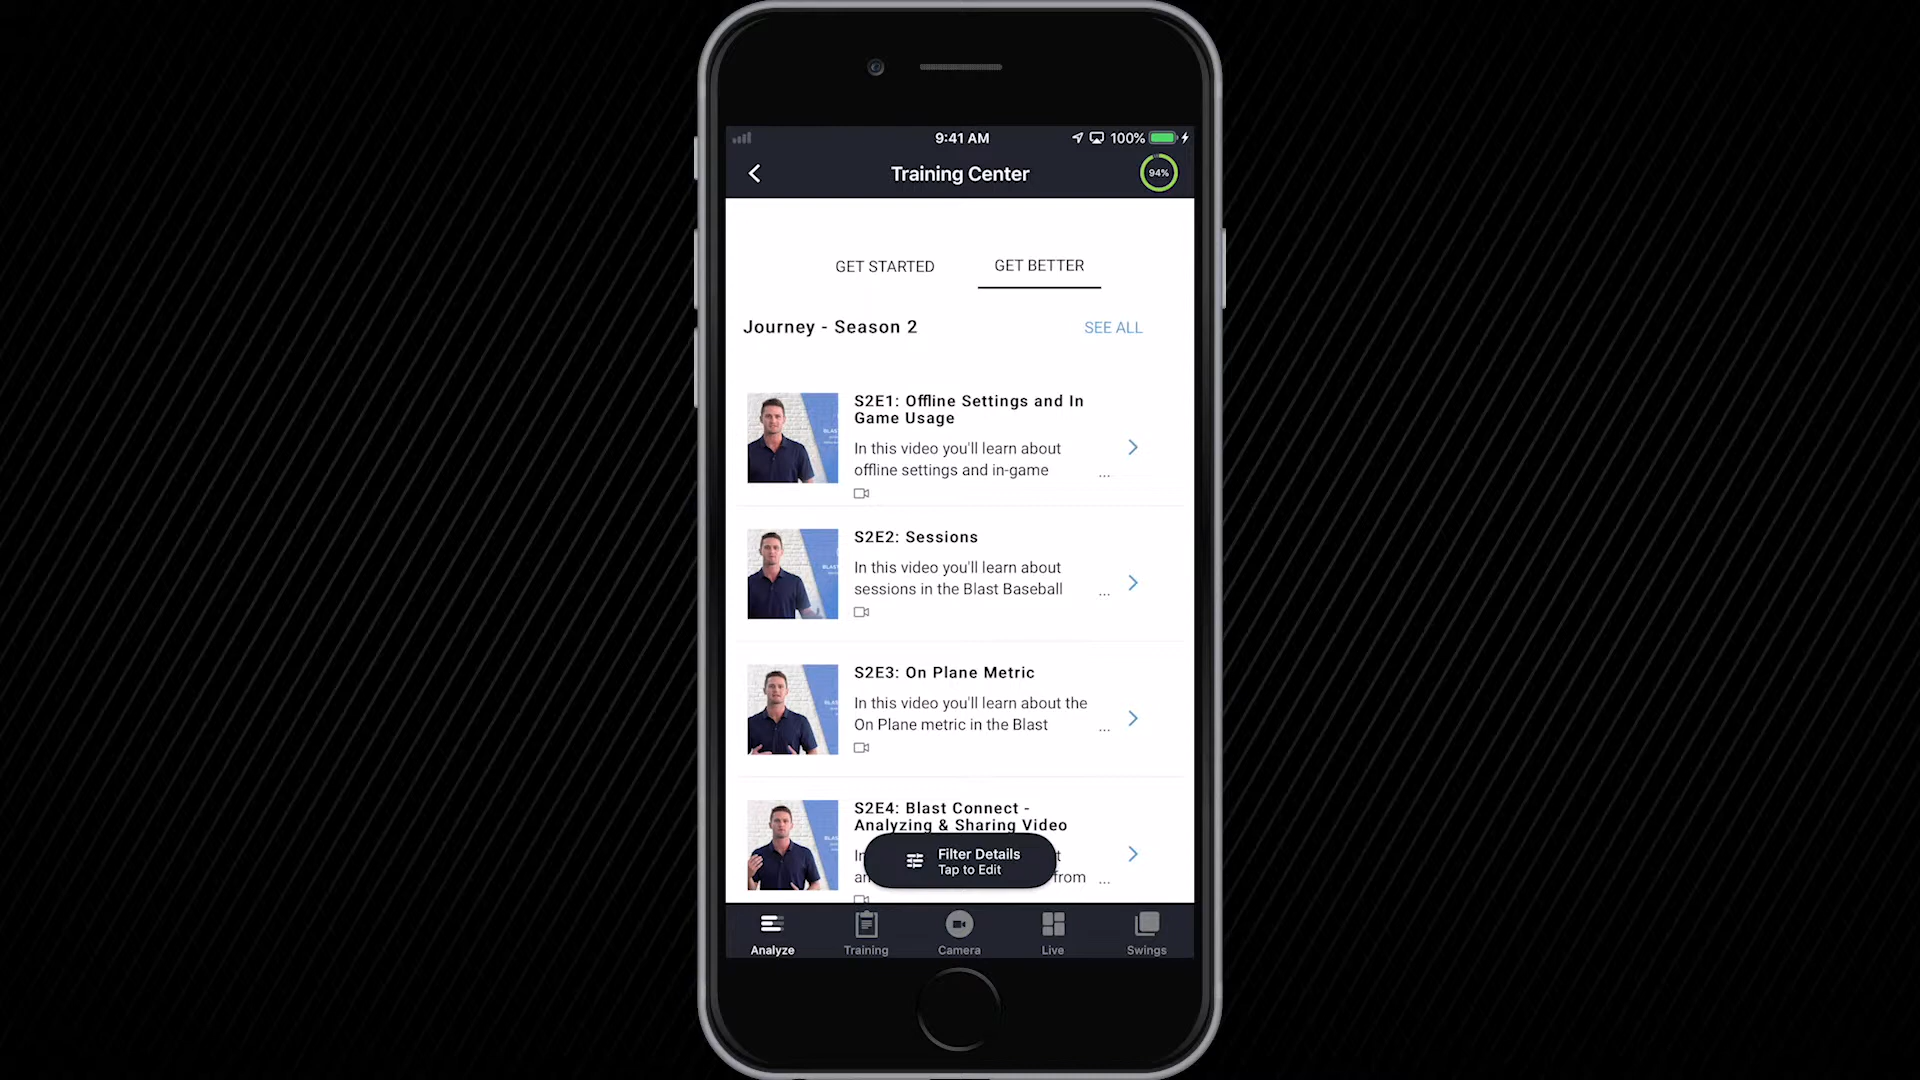 9:41 AM
100%
Training Center
94%
GET STARTED
GET BETTER
Journey - Season 2
SEE ALL
S2E1: Offline Settings and In
Game Usage
In this video you'll learn about
offline settings and in-game
...
S2E2: Sessions
In this video you'll learn about
sessions in the Blast Baseball
...
S2E3: On Plane Metric
In this video you'll learn about the
On Plane metric in the Blast
...
S2E4: Blast Connect -
Analyzing & Sharing Video
from
...
Filter Details
Tap to Edit
Analyze
Training
Camera
Live
Swings